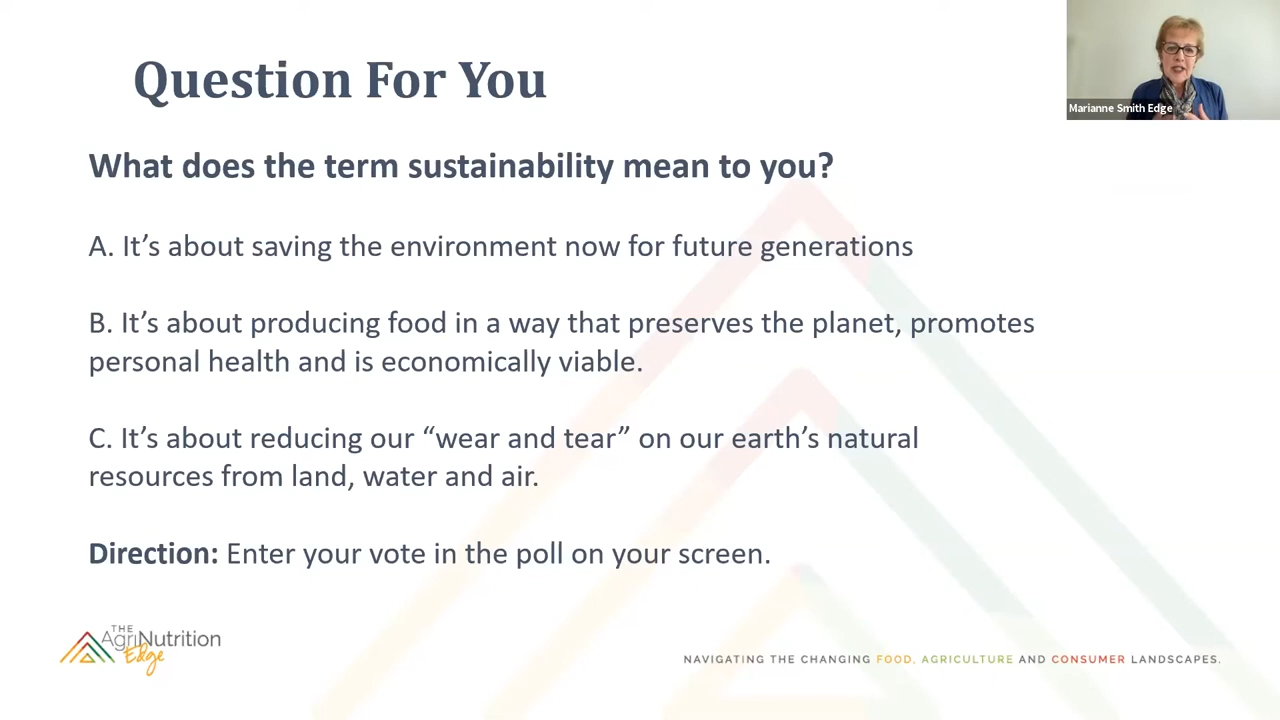 Question For You
Marianne Smith Edge
What does the term sustainability mean to you?
A. It’s about saving the environment now for future generations
B. It’s about producing food in a way that preserves the planet, promotes
personal health and is economically viable.
C. It’s about reducing our “wear and tear” on our earth’s natural
resources from land, water and air.
Direction: Enter your vote in the poll on your screen.
THE
AgriNutrition
Edge
NAVIGATING THE CHANGING FOOD, AGRICULTURE AND CONSUMER LANDSCAPES.